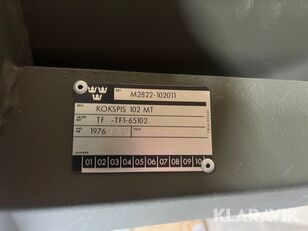 M2822-102011
KOKSPIS 102 MT
TF -TF1-65102
1976
01 02 03 04 05 06 07 08 09 10
KLARAVIK